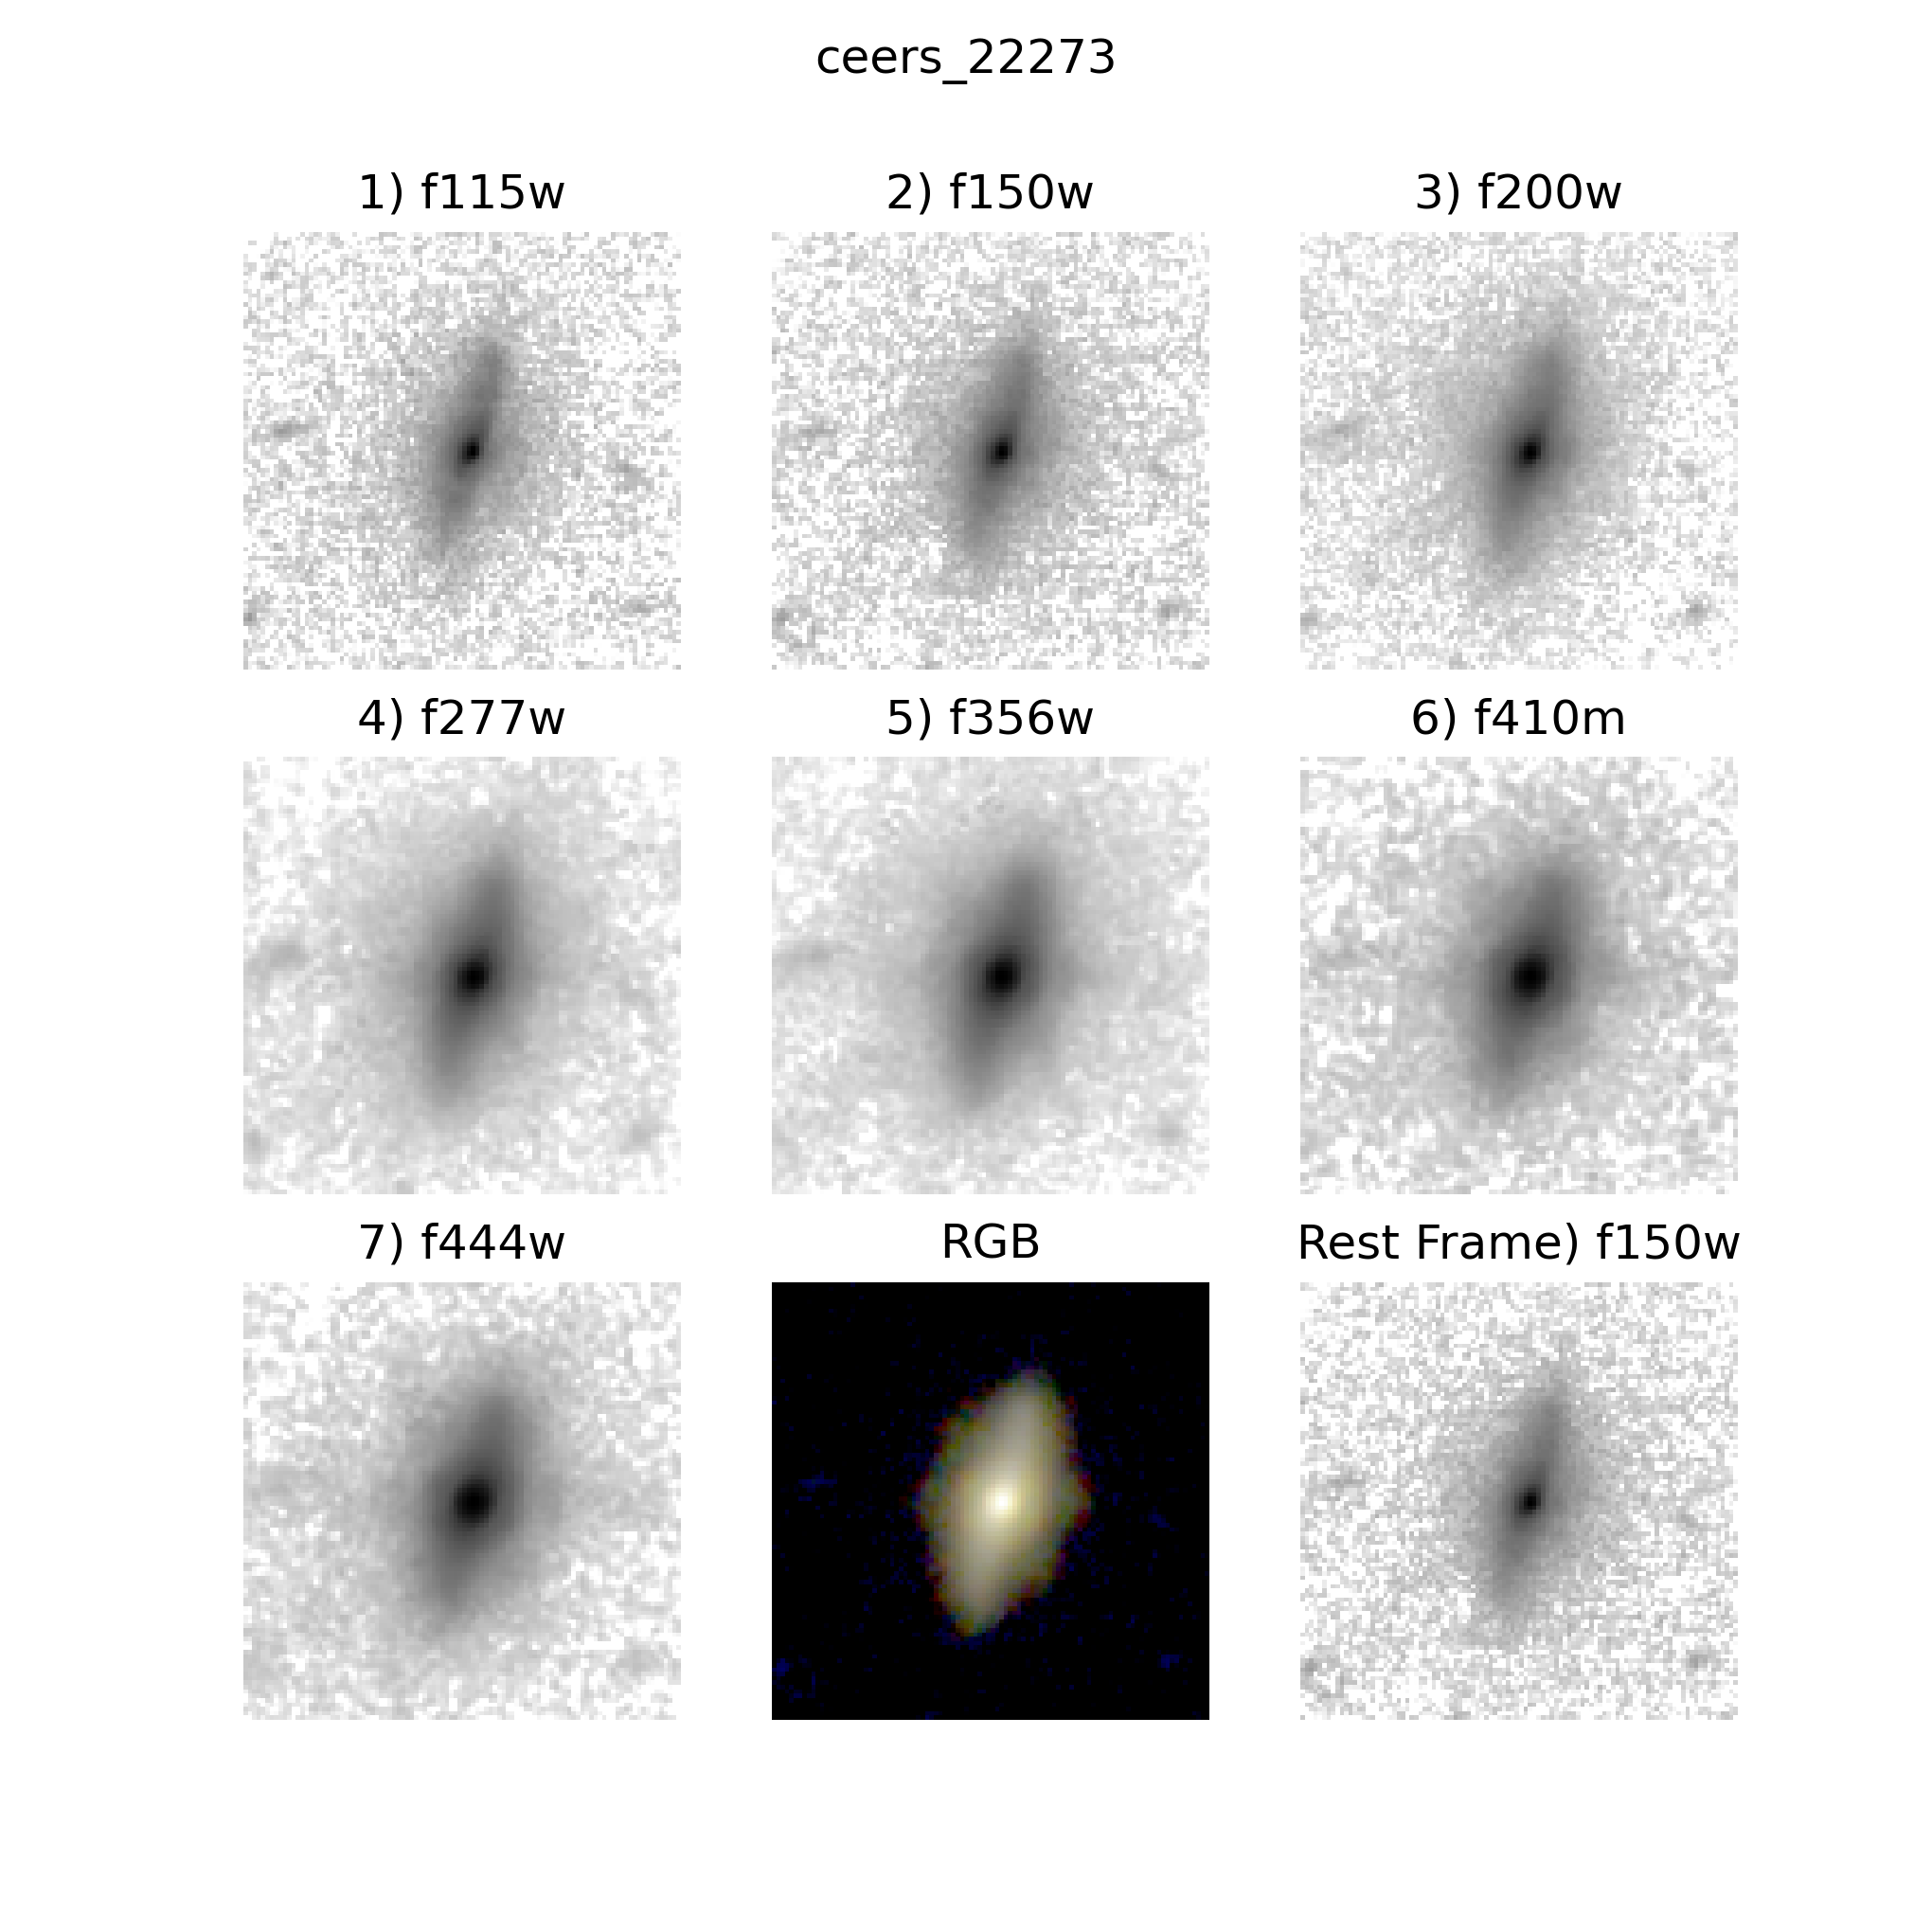 ceers_22273
1) f115w
2) f150w
3) f200w
4) f277w
5) f356w
6) f410m
7) f444w
RGB
Rest Frame) f150w